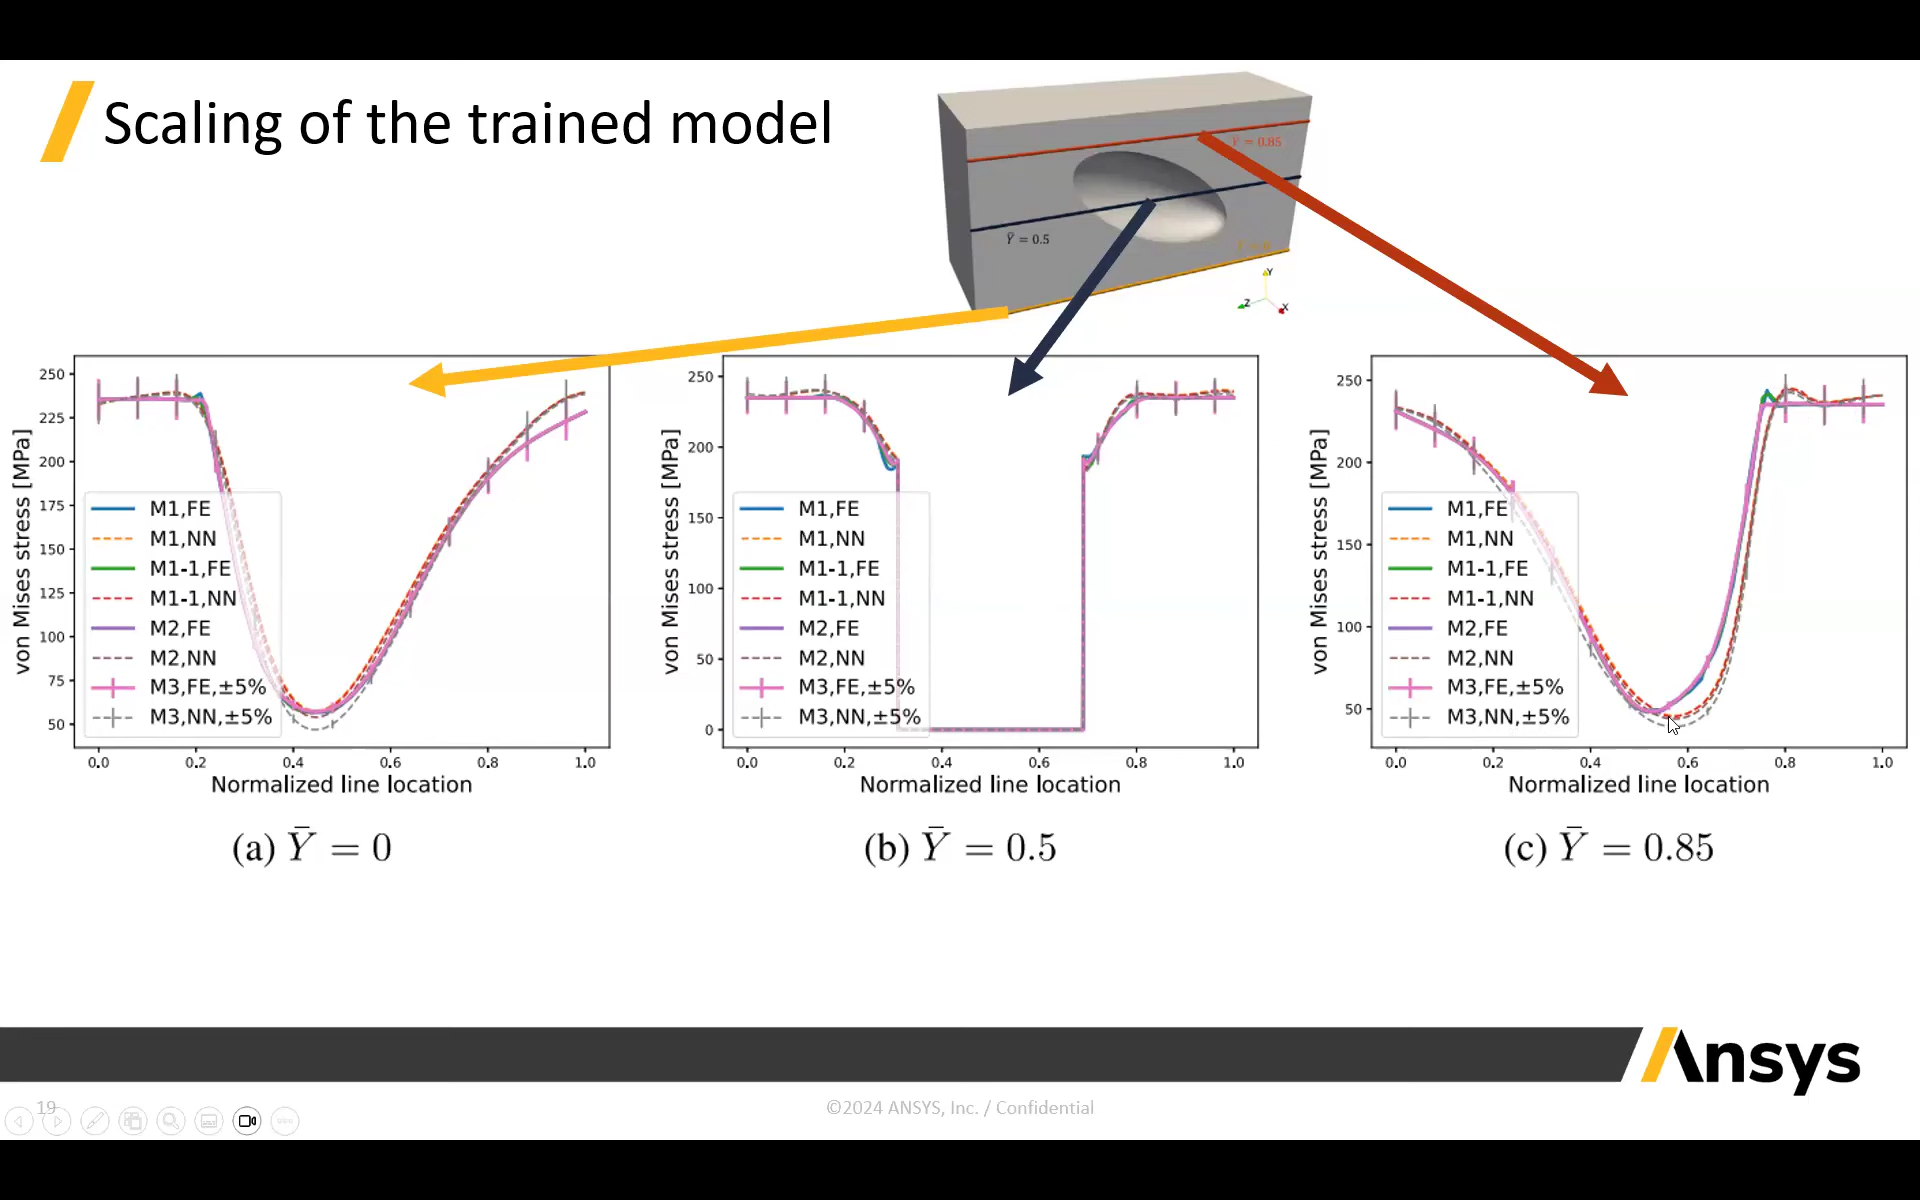 Scaling of the trained model
Ȳ = 0.85
Ȳ = 0.5
Y
Z
X
250
225
200
175
150
125
100
75
50
von Mises stress [MPa]
M1,FE
M1,NN
M1-1,FE
M1-1,NN
M2,FE
M2,NN
M3,FE,±5%
M3,NN,±5%
0.0 0.2 0.4 0.6 0.8 1.0
Normalized line location
(a) Ȳ = 0
250
200
150
100
50
0
von Mises stress [MPa]
M1,FE
M1,NN
M1-1,FE
M1-1,NN
M2,FE
M2,NN
M3,FE,±5%
M3,NN,±5%
0.0 0.2 0.4 0.6 0.8 1.0
Normalized line location
(b) Ȳ = 0.5
250
200
150
100
50
von Mises stress [MPa]
M1,FE
M1,NN
M1-1,FE
M1-1,NN
M2,FE
M2,NN
M3,FE,±5%
M3,NN,±5%
0.0 0.2 0.4 0.6 0.8 1.0
Normalized line location
(c) Ȳ = 0.85
Ansys
19
©2024 ANSYS, Inc. / Confidential